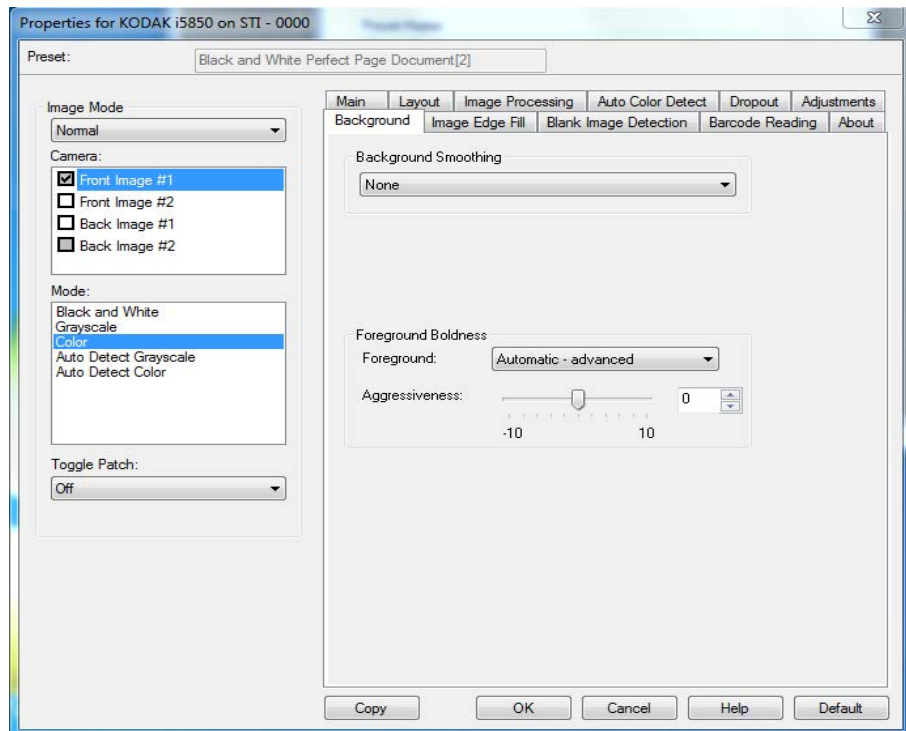 Properties for KODAK i5850 on STI - 0000
Preset:
Black and White Perfect Page Document[2]
Image Mode
Normal
Camera:
Front Image #1
Front Image #2
Back Image #1
Back Image #2
Mode:
Black and White
Grayscale
Color
Auto Detect Grayscale
Auto Detect Color
Toggle Patch:
Off
Main Layout Image Processing Auto Color Detect Dropout Adjustments
Background Image Edge Fill Blank Image Detection Barcode Reading About
Background Smoothing
None
Foreground Boldness
Foreground: Automatic - advanced
Aggressiveness: 0
-10 10
Copy OK Cancel Help Default